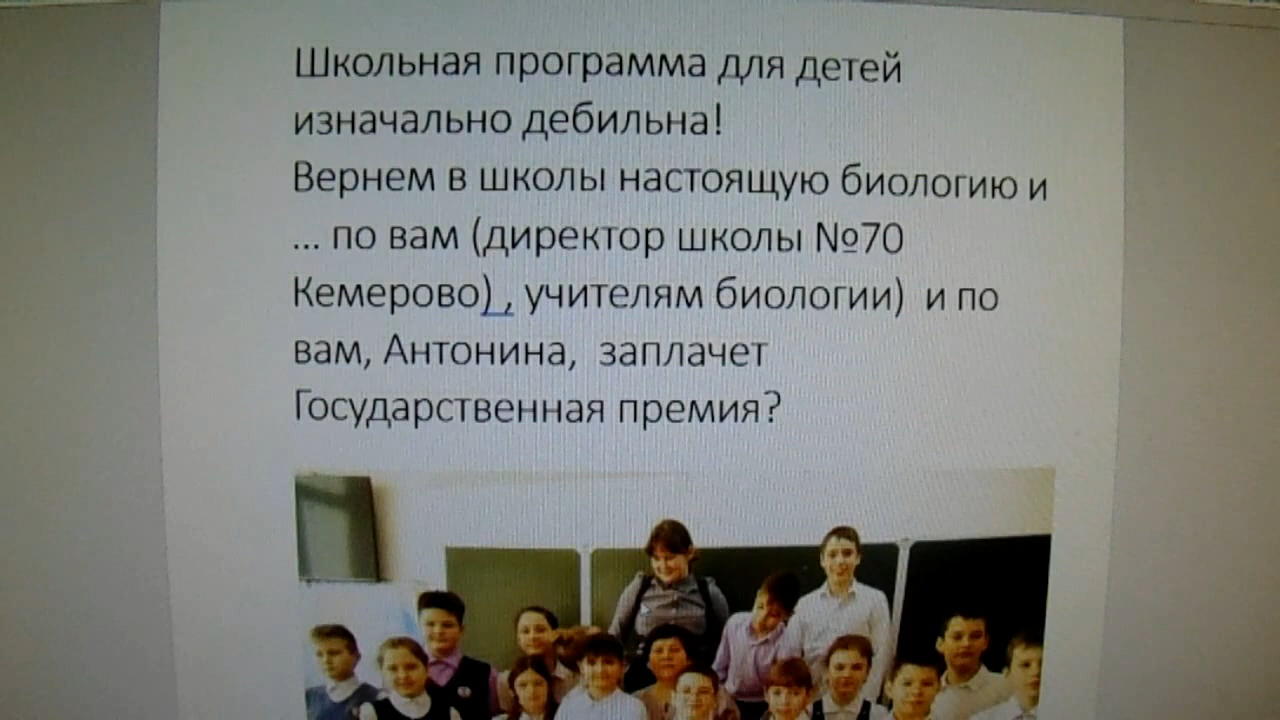 Школьная программа для детей
изначально дебильна!
Вернем в школы настоящую биологию и
... по вам (директор школы №70
Кемерово) , учителям биологии)  и по
вам, Антонина,  заплачет
Государственная премия?